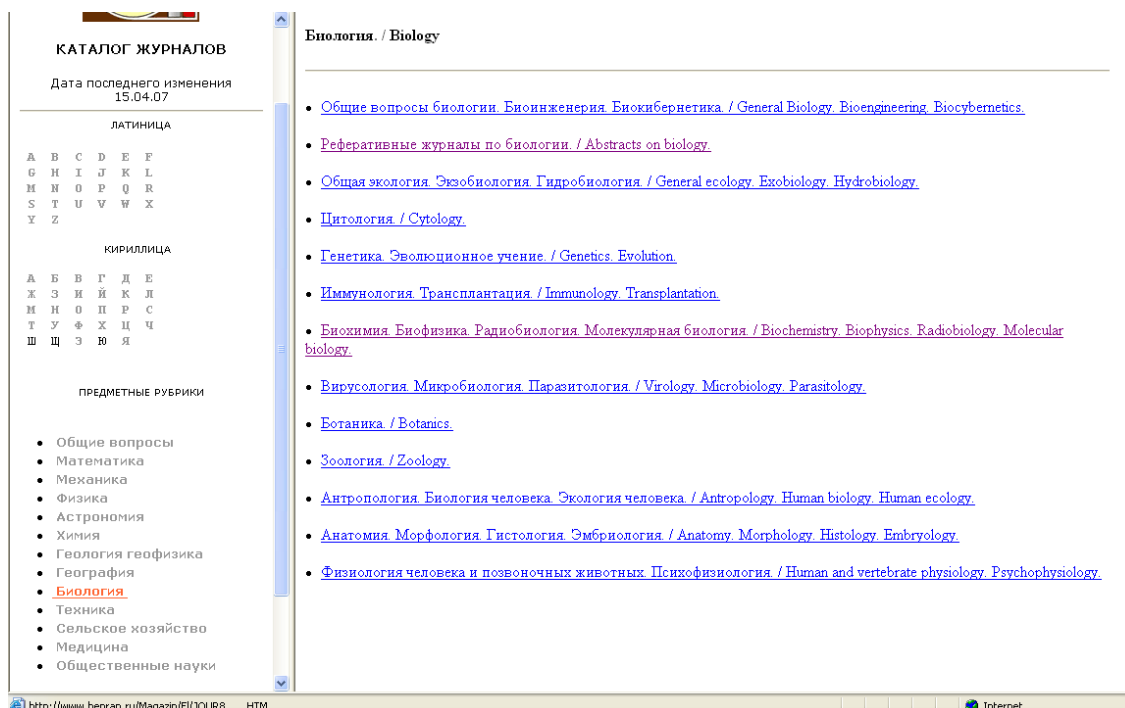 КАТАЛОГ ЖУРНАЛОВ
Дата последнего изменения
15.04.07
ЛАТИНИЦА
A B C D E F
G H I J K L
M N O P Q R
S T U V W X
Y Z
КИРИЛЛИЦА
А Б В Г Д Е
Ж З И Й К Л
М Н О П Р С
Т У Ф Х Ц Ч
Ш Щ Э Ю Я
ПРЕДМЕТНЫЕ РУБРИКИ
• Общие вопросы
• Математика
• Механика
• Физика
• Астрономия
• Химия
• Геология геофизика
• География
• Биология
• Техника
• Сельское хозяйство
• Медицина
• Общественные науки
Биология. / Biology
• Общие вопросы биологии. Биоинженерия. Биокибернетика. / General Biology. Bioengineering. Biocybernetics.
• Реферативные журналы по биологии. / Abstracts on biology.
• Общая экология. Экзобиология. Гидробиология. / General ecology. Exobiology. Hydrobiology.
• Цитология. / Cytology.
• Генетика. Эволюционное учение. / Genetics. Evolution.
• Иммунология. Трансплантация. / Immunology. Transplantation.
• Биохимия. Биофизика. Радиобиология. Молекулярная биология. / Biochemistry. Biophysics. Radiobiology. Molecular
biology.
• Вирусология. Микробиология. Паразитология. / Virology. Microbiology. Parasitology.
• Ботаника. / Botanics.
• Зоология. / Zoology.
• Антропология. Биология человека. Экология человека. / Antropology. Human biology. Human ecology.
• Анатомия. Морфология. Гистология. Эмбриология. / Anatomy. Morphology. Histology. Embryology.
• Физиология человека и позвоночных животных. Психофизиология. / Human and vertebrate physiology. Psychophysiology.
Internet